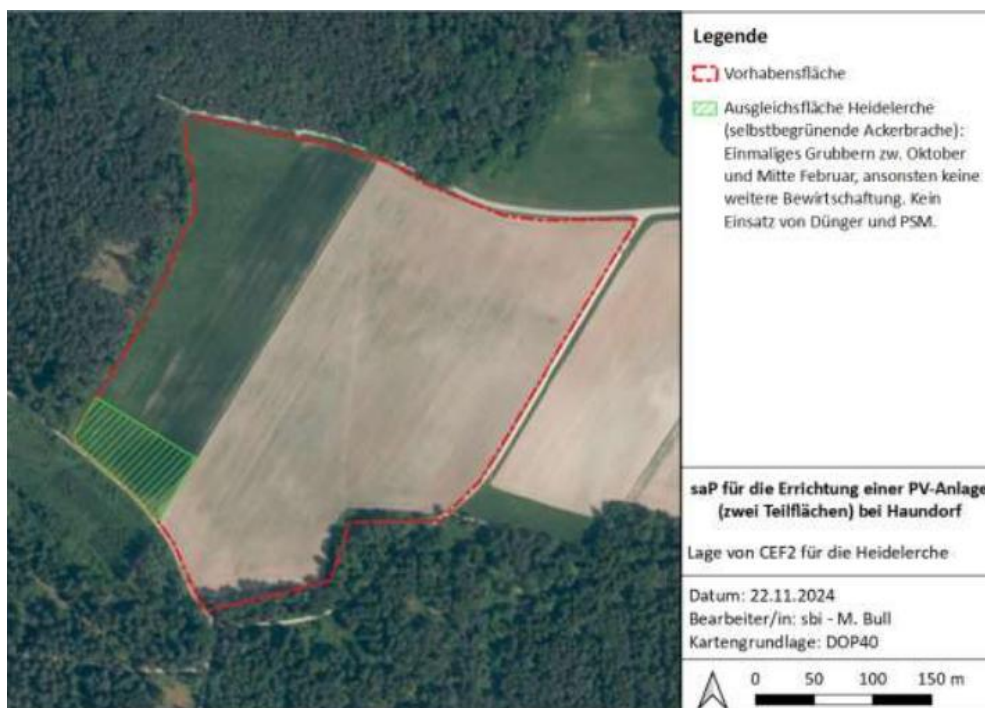 Legende
Vorhabensfläche
Ausgleichsfläche Heidelerche
(selbstbegrünende Ackerbrache):
Einmaliges Grubbern zw. Oktober
und Mitte Februar, ansonsten keine
weitere Bewirtschaftung. Kein
Einsatz von Dünger und PSM.
saP für die Errichtung einer PV-Anlage
(zwei Teilflächen) bei Haundorf
Lage von CEF2 für die Heidelerche
Datum: 22.11.2024
Bearbeiter/in: sbi - M. Bull
Kartengrundlage: DOP40
0 50 100 150 m